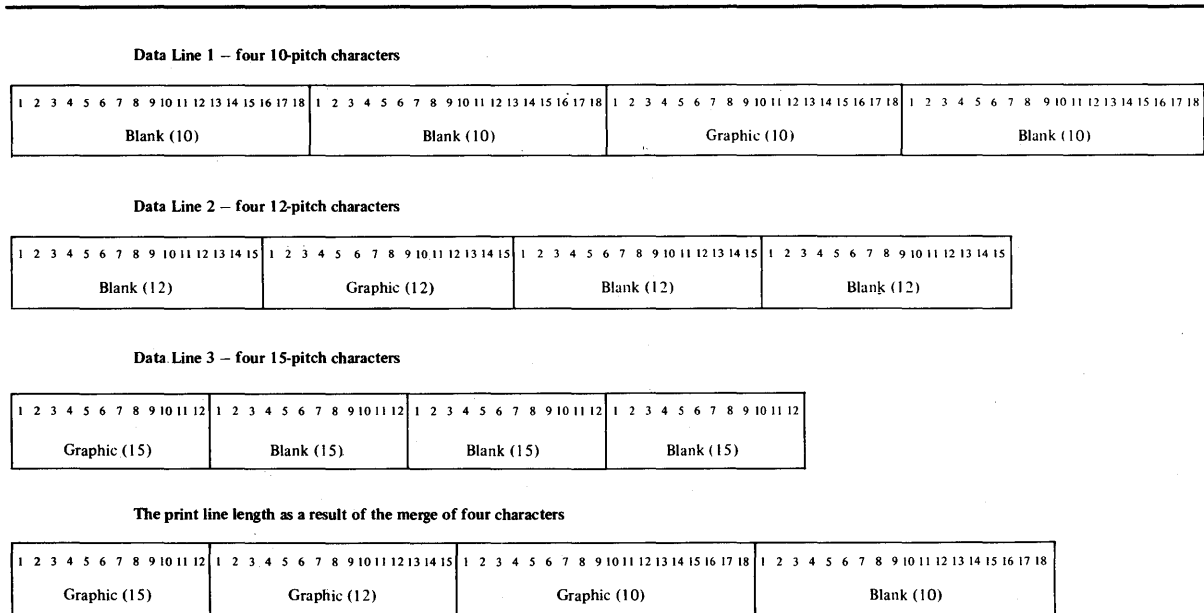 Data Line 1 – four 10-pitch characters
1 2 3 4 5 6 7 8 9 10 11 12 13 14 15 16 17 18 1 2 3 4 5 6 7 8 9 10 11 12 13 14 15 16 17 18 1 2 3 4 5 6 7 8 9 10 11 12 13 14 15 16 17 18 1 2 3 4 5 6 7 8 9 10 11 12 13 14 15 16 17 18
Blank (10) Blank (10) Graphic (10) Blank (10)
Data Line 2 – four 12-pitch characters
1 2 3 4 5 6 7 8 9 10 11 12 13 14 15 1 2 3 4 5 6 7 8 9 10 11 12 13 14 15 1 2 3 4 5 6 7 8 9 10 11 12 13 14 15 1 2 3 4 5 6 7 8 9 10 11 12 13 14 15
Blank (12) Graphic (12) Blank (12) Blank (12)
Data Line 3 – four 15-pitch characters
1 2 3 4 5 6 7 8 9 10 11 12 1 2 3 4 5 6 7 8 9 10 11 12 1 2 3 4 5 6 7 8 9 10 11 12 1 2 3 4 5 6 7 8 9 10 11 12
Graphic (15) Blank (15) Blank (15) Blank (15)
The print line length as a result of the merge of four characters
1 2 3 4 5 6 7 8 9 10 11 12 1 2 3 4 5 6 7 8 9 10 11 12 13 14 15 1 2 3 4 5 6 7 8 9 10 11 12 13 14 15 16 17 18 1 2 3 4 5 6 7 8 9 10 11 12 13 14 15 16 17 18
Graphic (15) Graphic (12) Graphic (10) Blank (10)